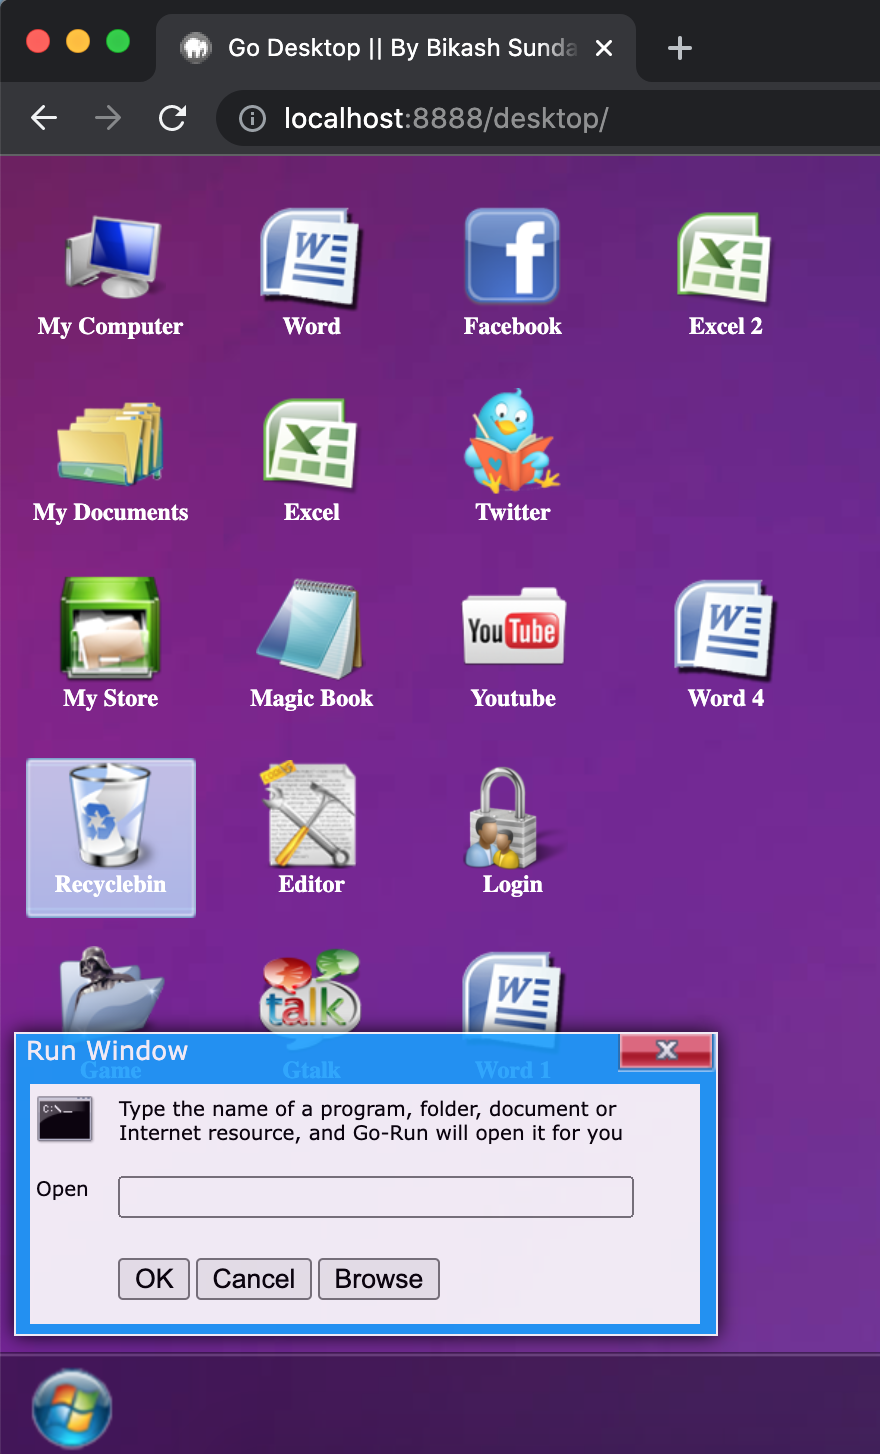 Go Desktop || By Bikash Sunda
localhost:8888/desktop/
My Computer
Word
Facebook
Excel 2
My Documents
Excel
Twitter
My Store
Magic Book
YouTube
Youtube
Word 4
Recyclebin
Editor
Login
talk
Game
Gtalk
Word 1
Run Window
C:\_
Type the name of a program, folder, document or
Internet resource, and Go-Run will open it for you
Open
OK
Cancel
Browse